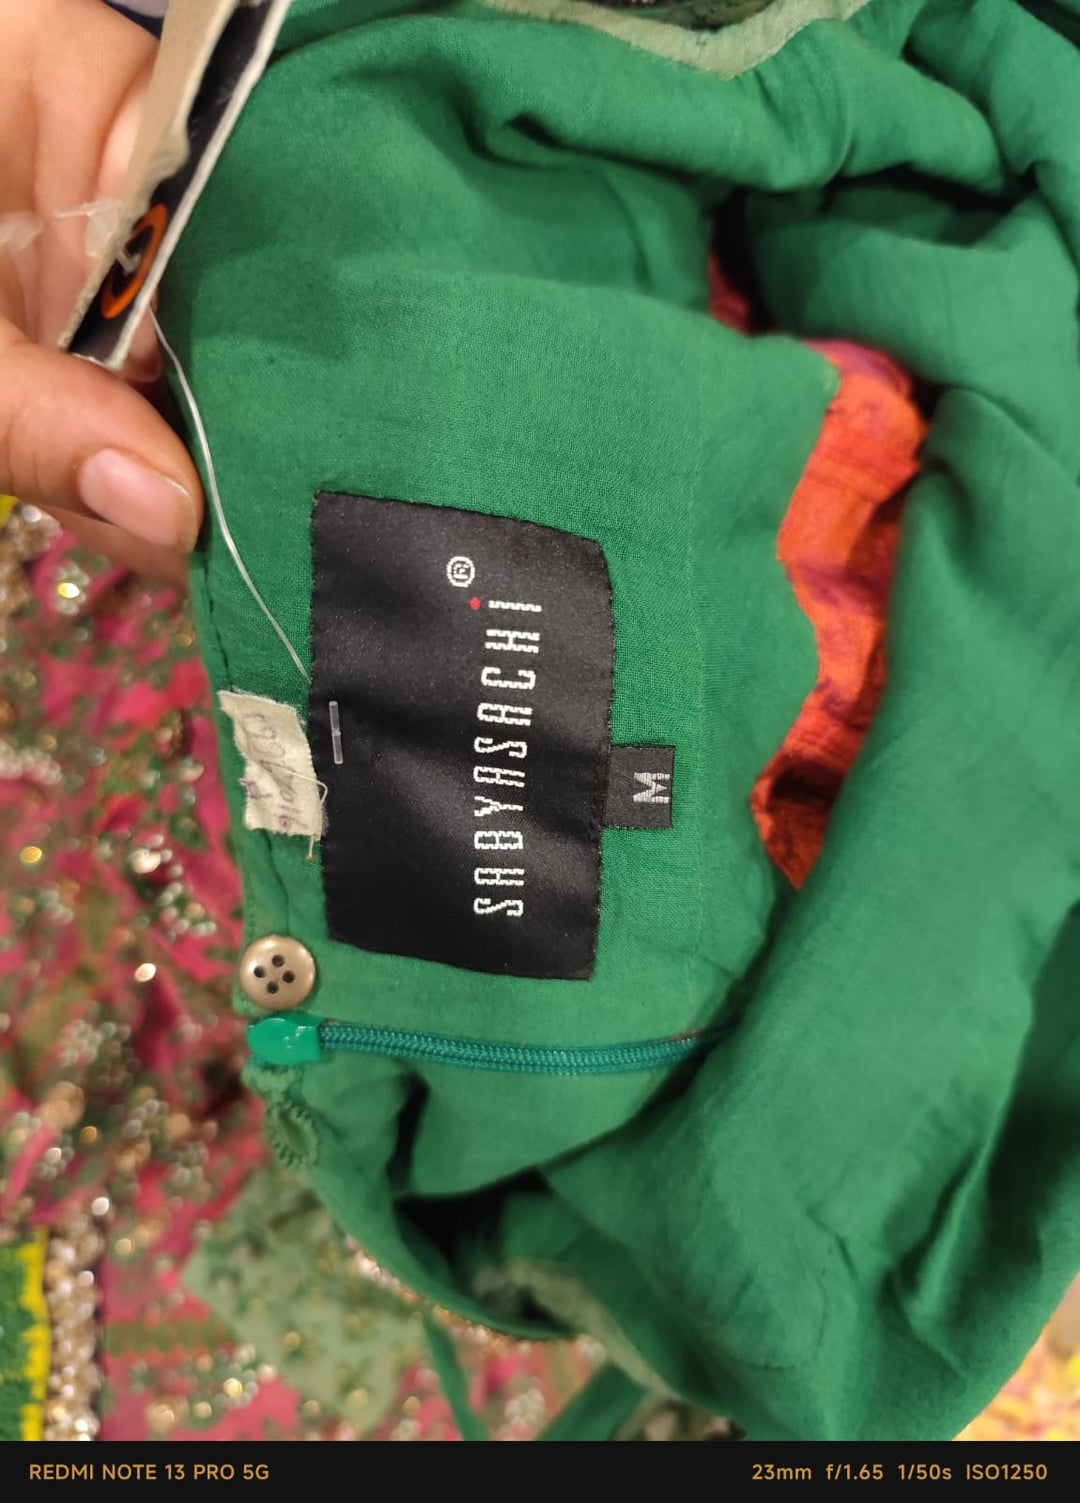 SABYASACHI®
M
REDMI NOTE 13 PRO 5G
23mm f/1.65 1/50s ISO1250